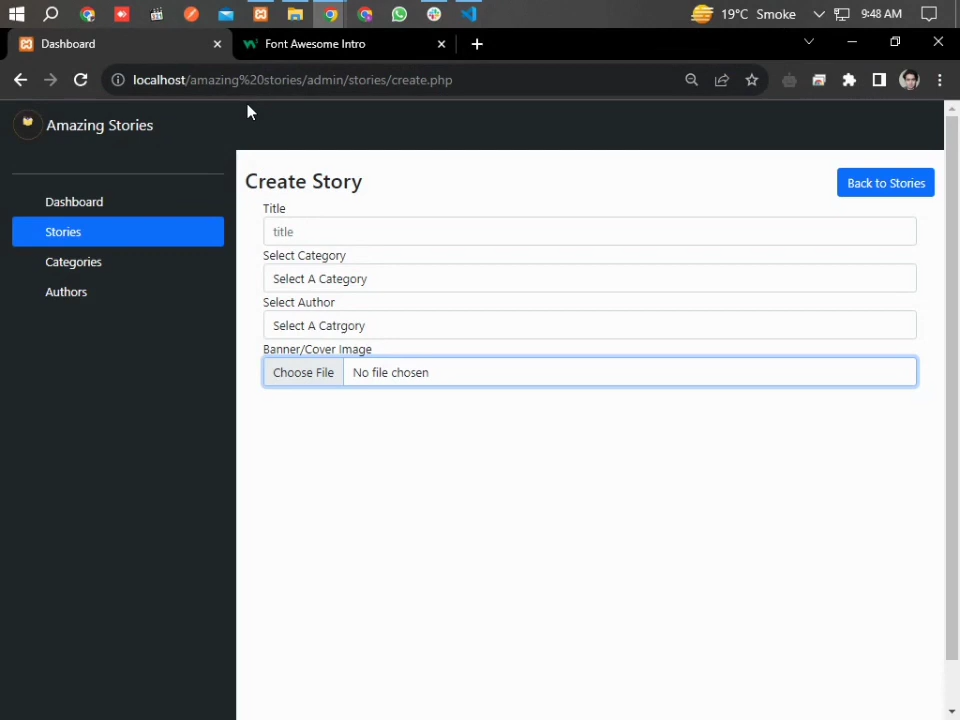 19°C Smoke
9:48 AM
Dashboard
Font Awesome Intro
localhost/amazing%20stories/admin/stories/create.php
Amazing Stories
Dashboard
Stories
Categories
Authors
Create Story
Back to Stories
Title
title
Select Category
Select A Category
Select Author
Select A Catrgory
Banner/Cover Image
Choose File No file chosen